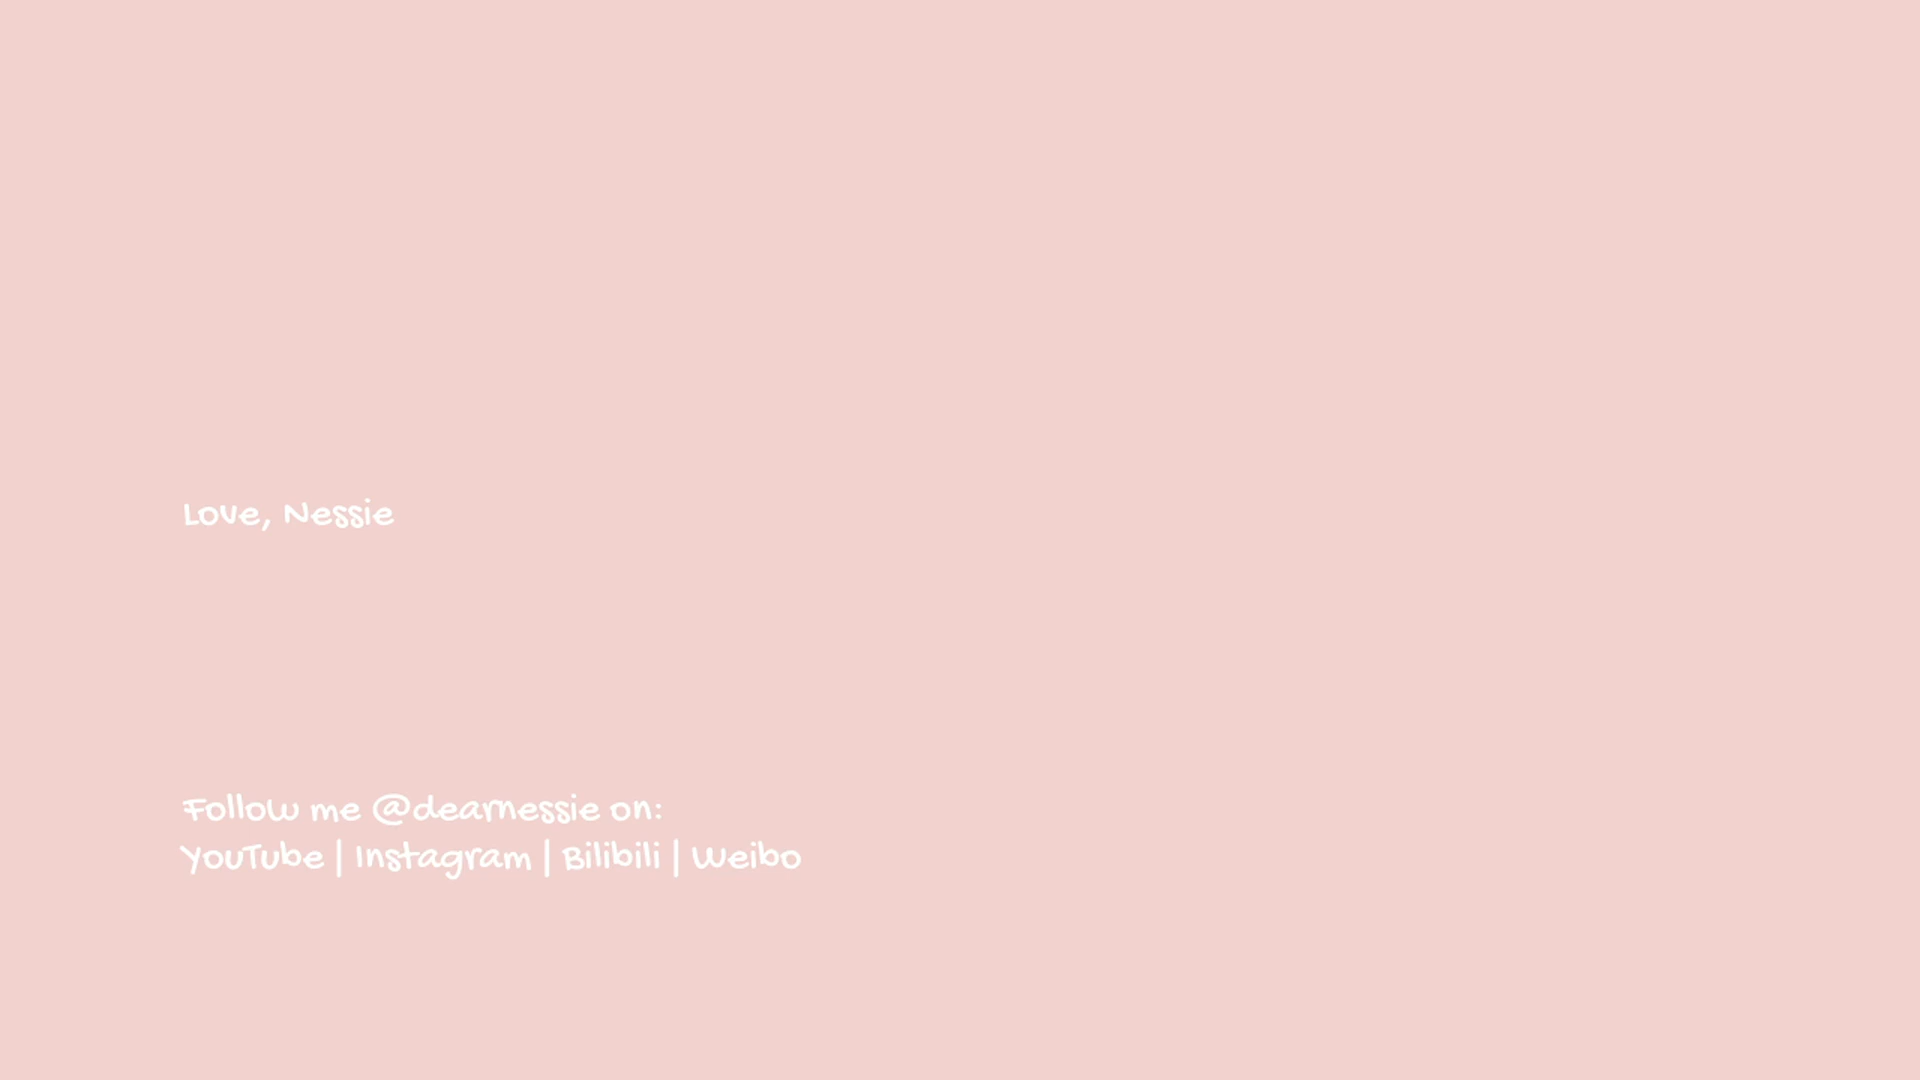 Love, Nessie
Follow me @dearnessie on:
YouTube | Instagram | Bilibili | Weibo